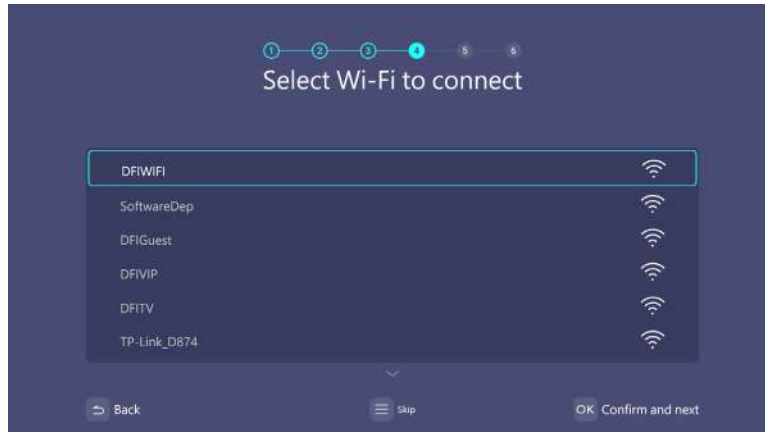 1 2 3 4 5 6
Select Wi-Fi to connect
DFIWIFI
SoftwareDep
DFIGuest
DFIVIP
DFITV
TP-Link_D874
Back Skip OK Confirm and next